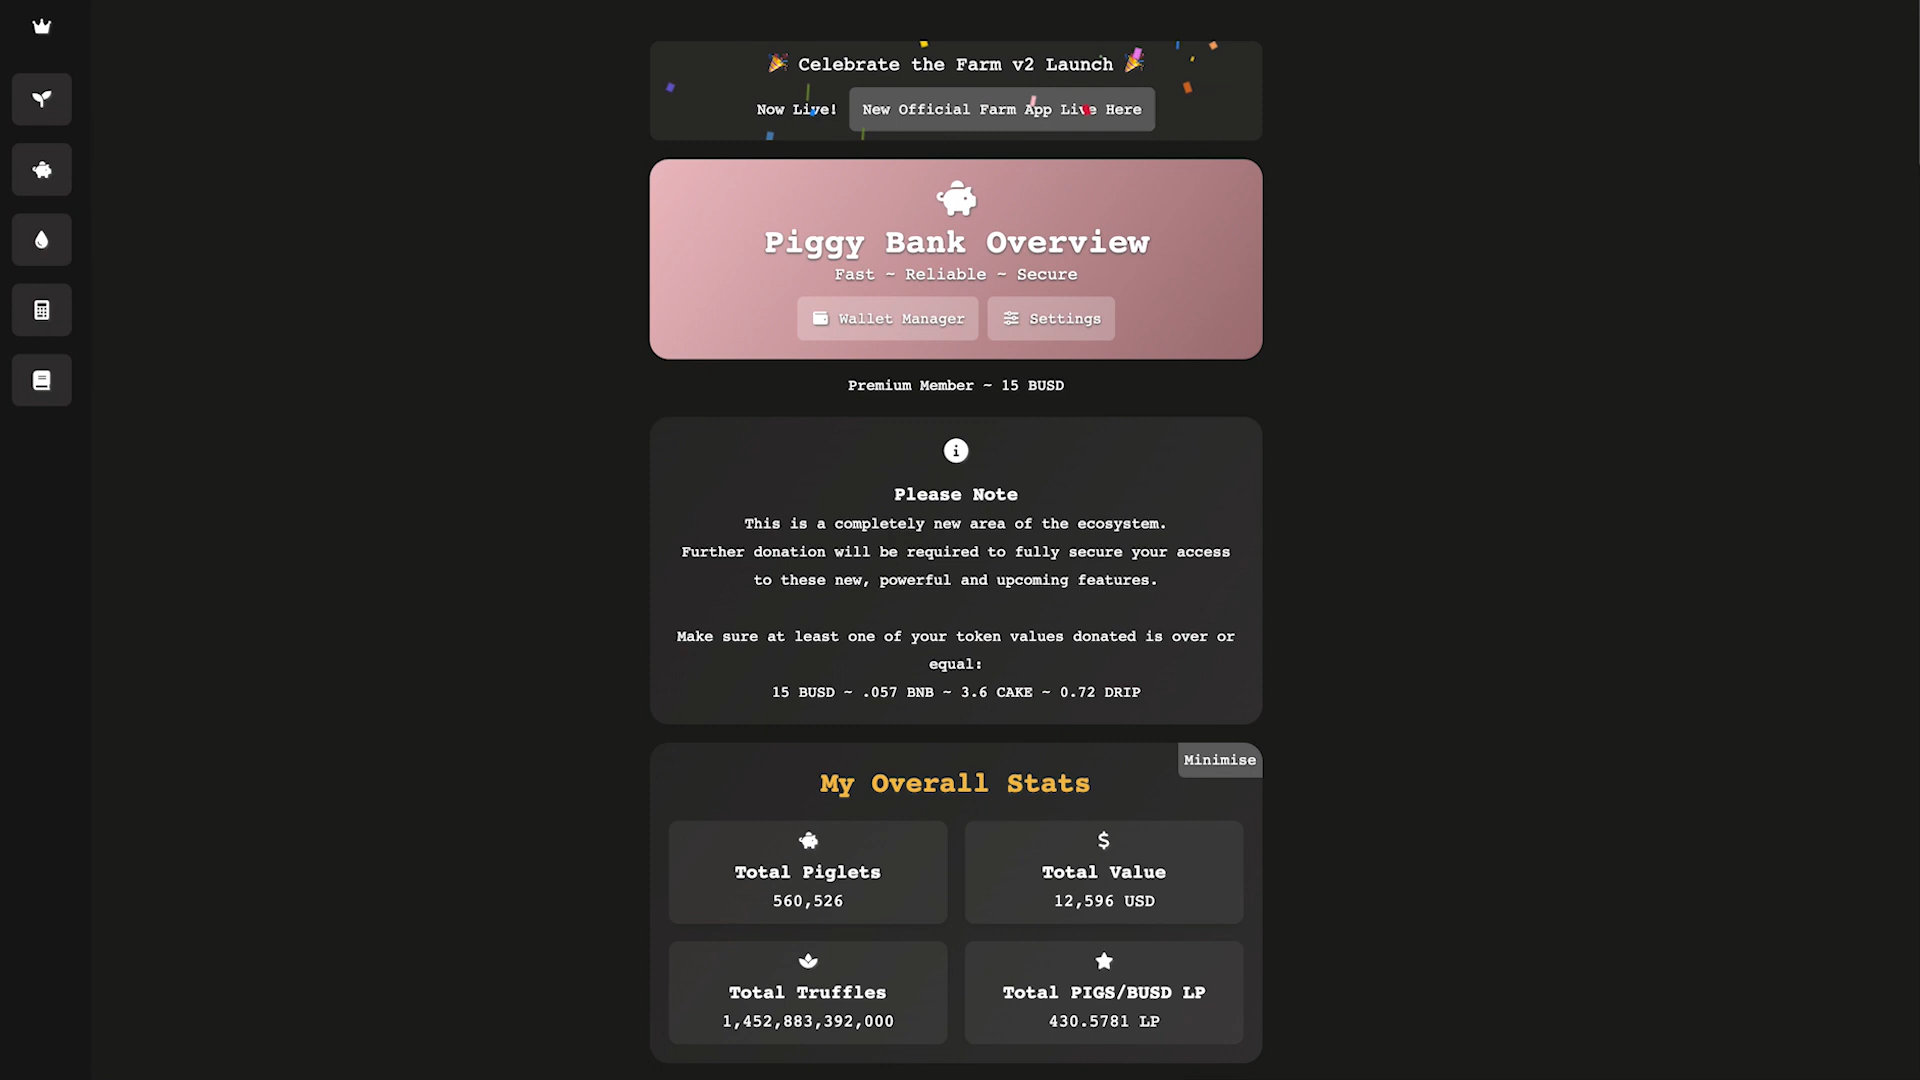 🎉 Celebrate the Farm v2 Launch 🎉
Now Live! New Official Farm App Live Here
Piggy Bank Overview
Fast ~ Reliable ~ Secure
Wallet Manager Settings
Premium Member ~ 15 BUSD
Please Note
This is a completely new area of the ecosystem.
Further donation will be required to fully secure your access
to these new, powerful and upcoming features.
Make sure at least one of your token values donated is over or
equal:
15 BUSD ~ .057 BNB ~ 3.6 CAKE ~ 0.72 DRIP
Minimise
My Overall Stats
Total Piglets
560,526
Total Value
12,596 USD
Total Truffles
1,452,883,392,000
Total PIGS/BUSD LP
430.5781 LP